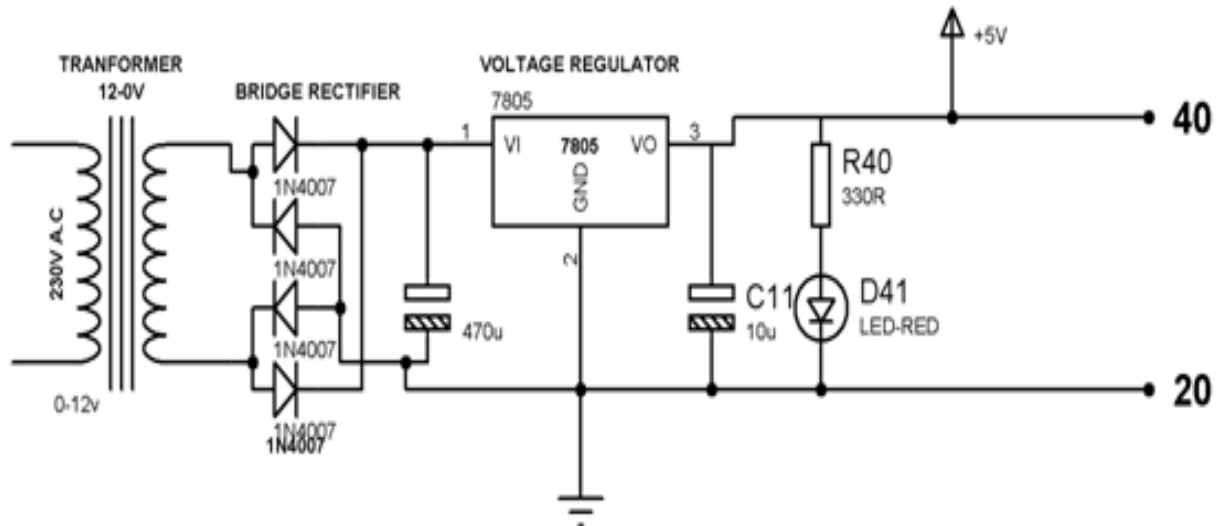 TRANFORMER
12-0V
BRIDGE RECTIFIER
VOLTAGE REGULATOR
7805
+5V
1
VI
7805
VO
3
40
GND
2
1N4007
R40
330R
230V A.C
1N4007
C11
10u
D41
LED-RED
470u
1N4007
0-12v
1N4007
1N4007
20